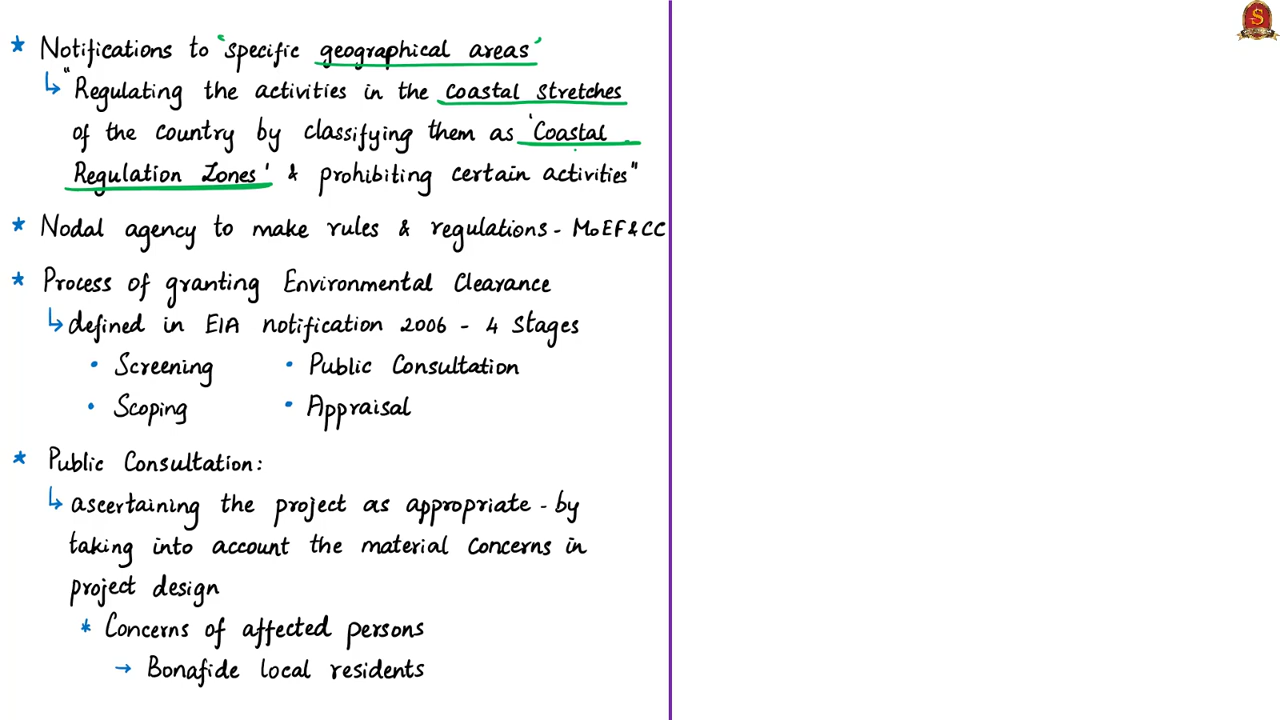 * Notifications to 'specific geographical areas'
↳ "Regulating the activities in the coastal stretches
of the country by classifying them as 'Coastal
Regulation Zones' & prohibiting certain activities"
* Nodal agency to make rules & regulations - MoEF&CC
* Process of granting Environmental Clearance
↳ defined in EIA notification 2006 - 4 Stages
• Screening • Public Consultation
• Scoping • Appraisal
* Public Consultation:
↳ ascertaining the project as appropriate - by
taking into account the material concerns in
project design
* Concerns of affected persons
→ Bonafide local residents
S